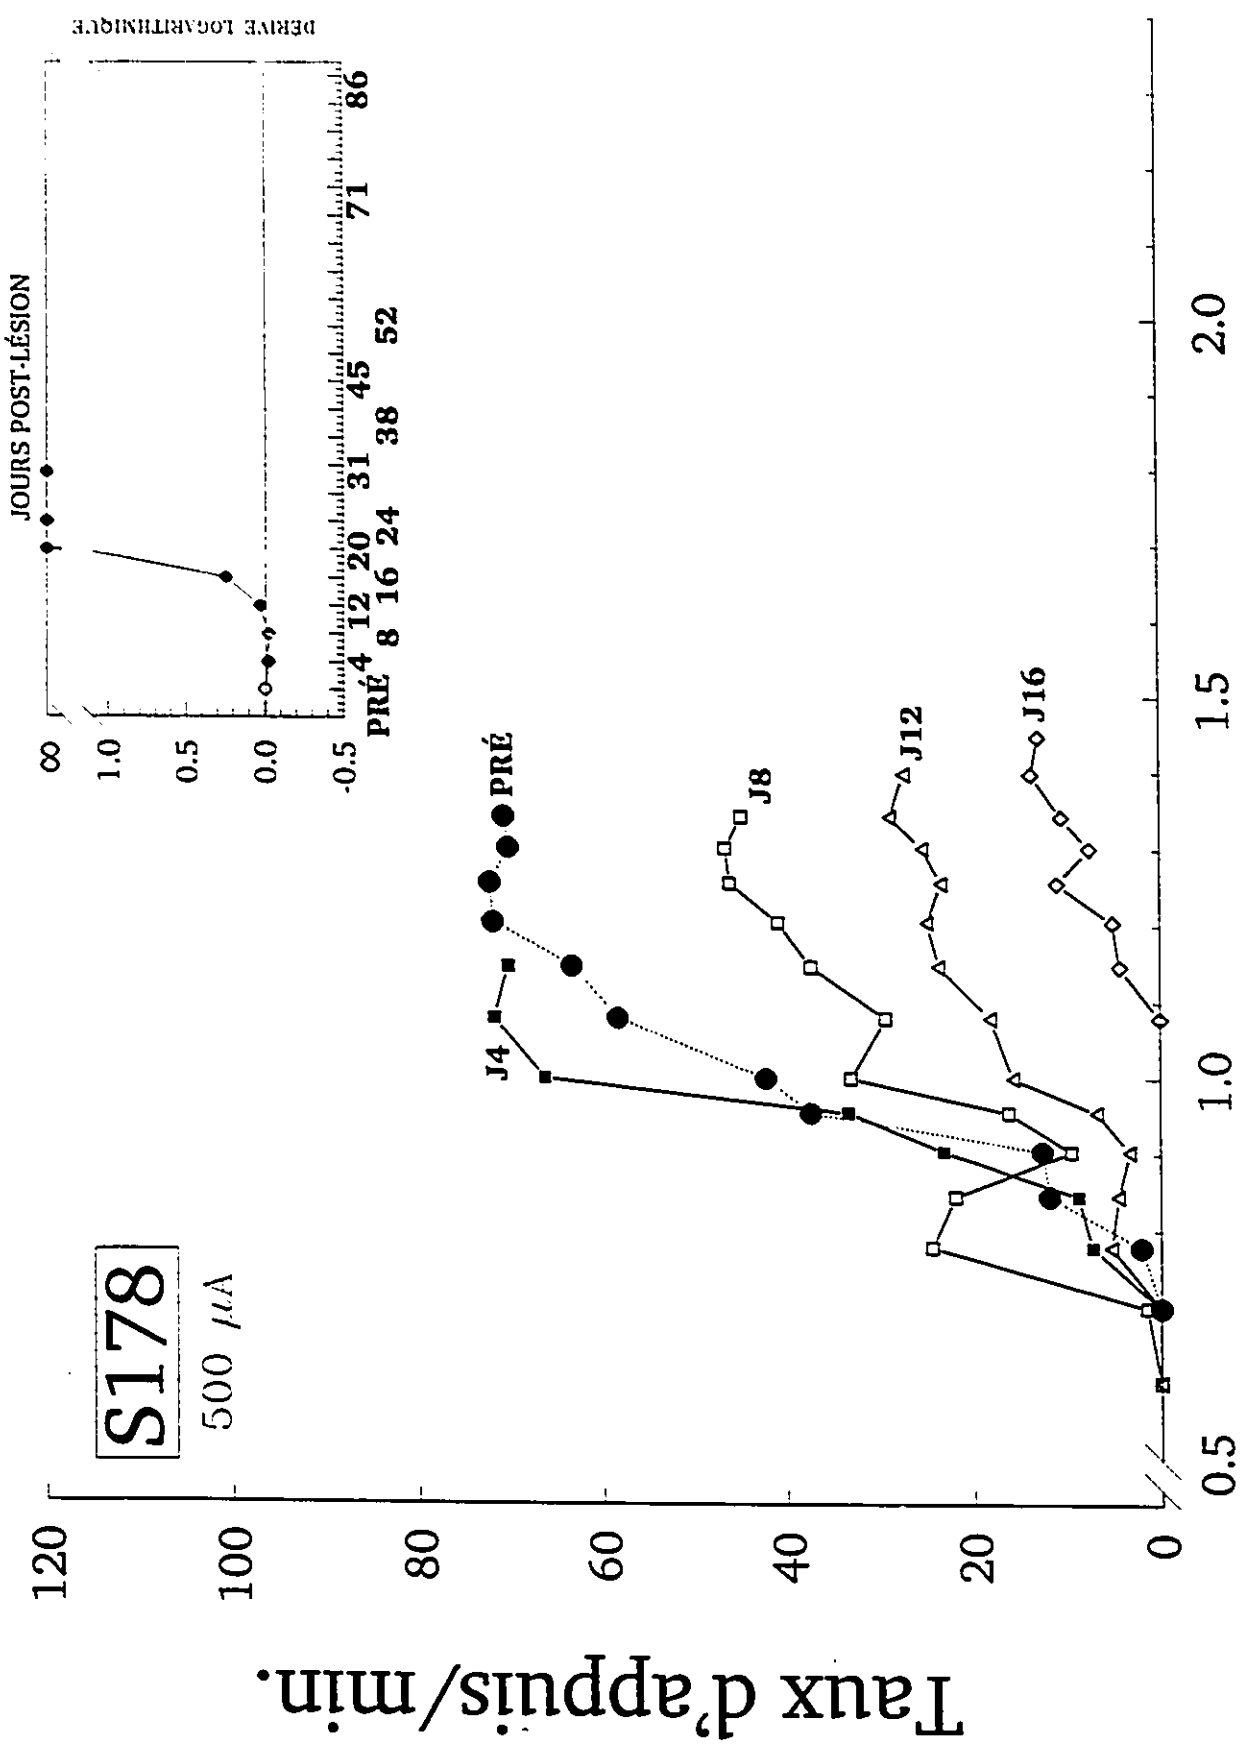 S178
500 µA
Taux d'appuis/min.
120
100
80
60
40
20
0
0.5
1.0
1.5
2.0
PRÉ
J4
J8
J12
J16
JOURS POST-LÉSION
DÉRIVE LOGARITHMIQUE
∞
1.0
0.5
0.0
-0.5
4 12 20 31 45 71 86
PRÉ 8 16 24 38 52